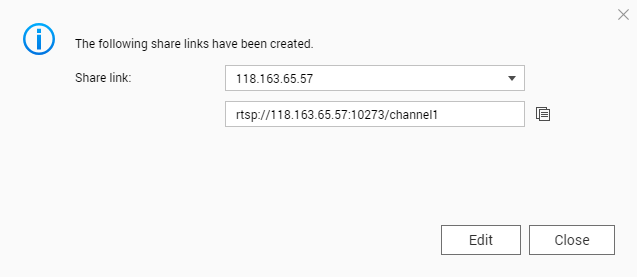 The following share links have been created.
Share link:
118.163.65.57
rtsp://118.163.65.57:10273/channel1
Edit
Close